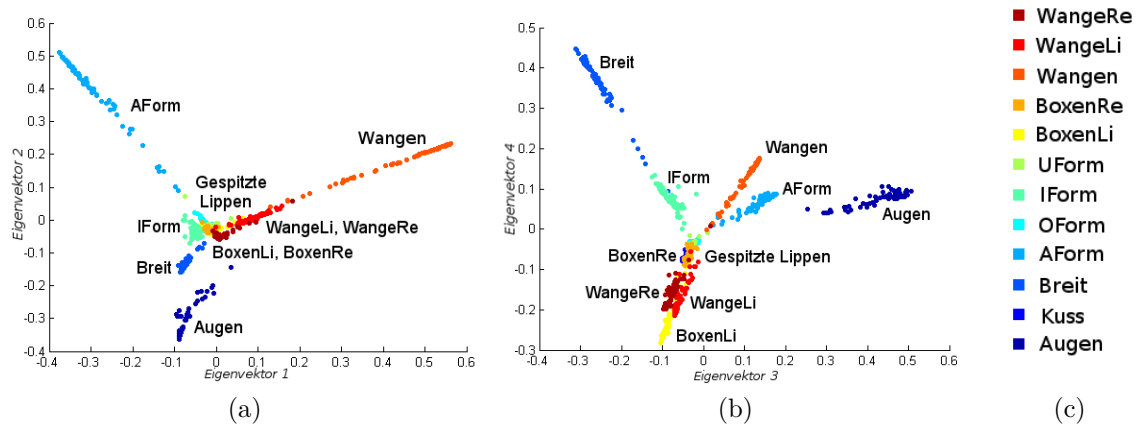 0.6
0.5
0.4
0.3
0.2
0.1
0
-0.1
-0.2
-0.3
-0.4
Eigenvektor 2
-0.4
-0.3
-0.2
-0.1
0
0.1
0.2
0.3
0.4
0.5
0.6
Eigenvektor 1
AForm
Wangen
Gespitzte
Lippen
IForm
WangeLi, WangeRe
BoxenLi, BoxenRe
Breit
Augen
(a)
0.5
0.4
0.3
0.2
0.1
0
-0.1
-0.2
-0.3
Eigenvektor 4
-0.4
-0.3
-0.2
-0.1
0
0.1
0.2
0.3
0.4
0.5
0.6
Eigenvektor 3
Breit
Wangen
IForm
AForm
Augen
BoxenRe
Gespitzte Lippen
WangeRe
WangeLi
BoxenLi
(b)
WangeRe
WangeLi
Wangen
BoxenRe
BoxenLi
UForm
IForm
OForm
AForm
Breit
Kuss
Augen
(c)